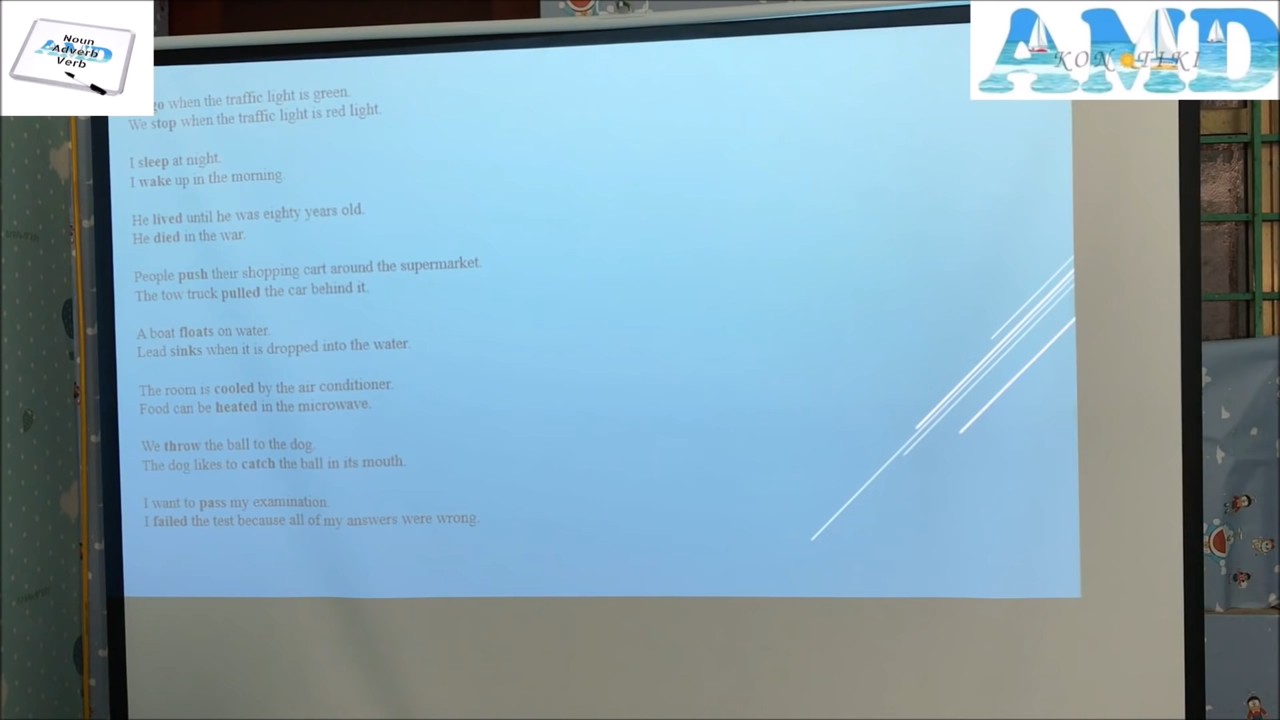 Noun
Adverb
Verb
AMD
AMD
KON TIKI
go when the traffic light is green.
We stop when the traffic light is red light.
I sleep at night.
I wake up in the morning.
He lived until he was eighty years old.
He died in the war.
People push their shopping cart around the supermarket.
The tow truck pulled the car behind it.
A boat floats on water.
Lead sinks when it is dropped into the water.
The room is cooled by the air conditioner.
Food can be heated in the microwave.
We throw the ball to the dog.
The dog likes to catch the ball in its mouth.
I want to pass my examination.
I failed the test because all of my answers were wrong.